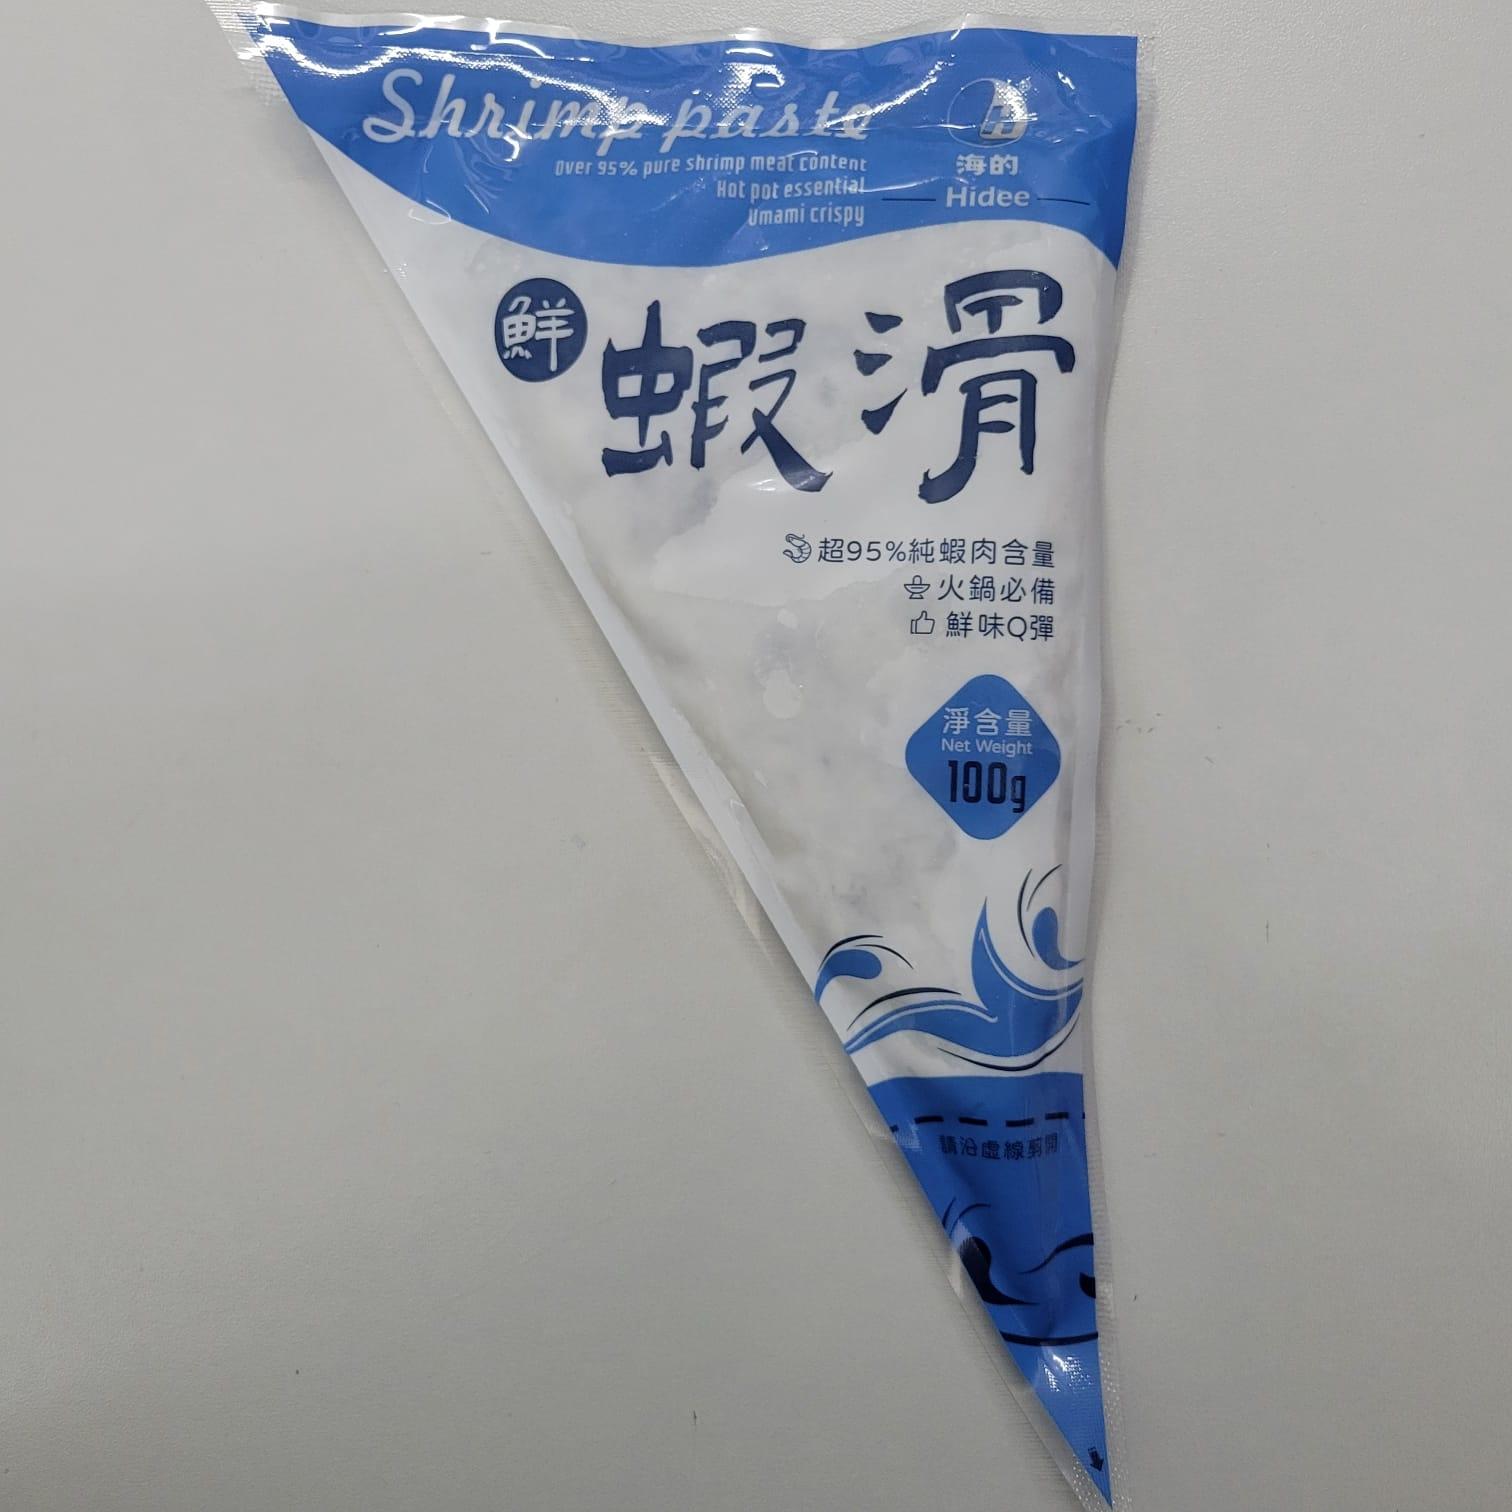 Shrimp paste
Over 95% pure shrimp meat content
Hot pot essential
Umami crispy
海的
Hidee
鮮
蝦滑
超95%純蝦肉含量
火鍋必備
鮮味Q彈
淨含量
Net Weight
100g
請沿虛線剪開